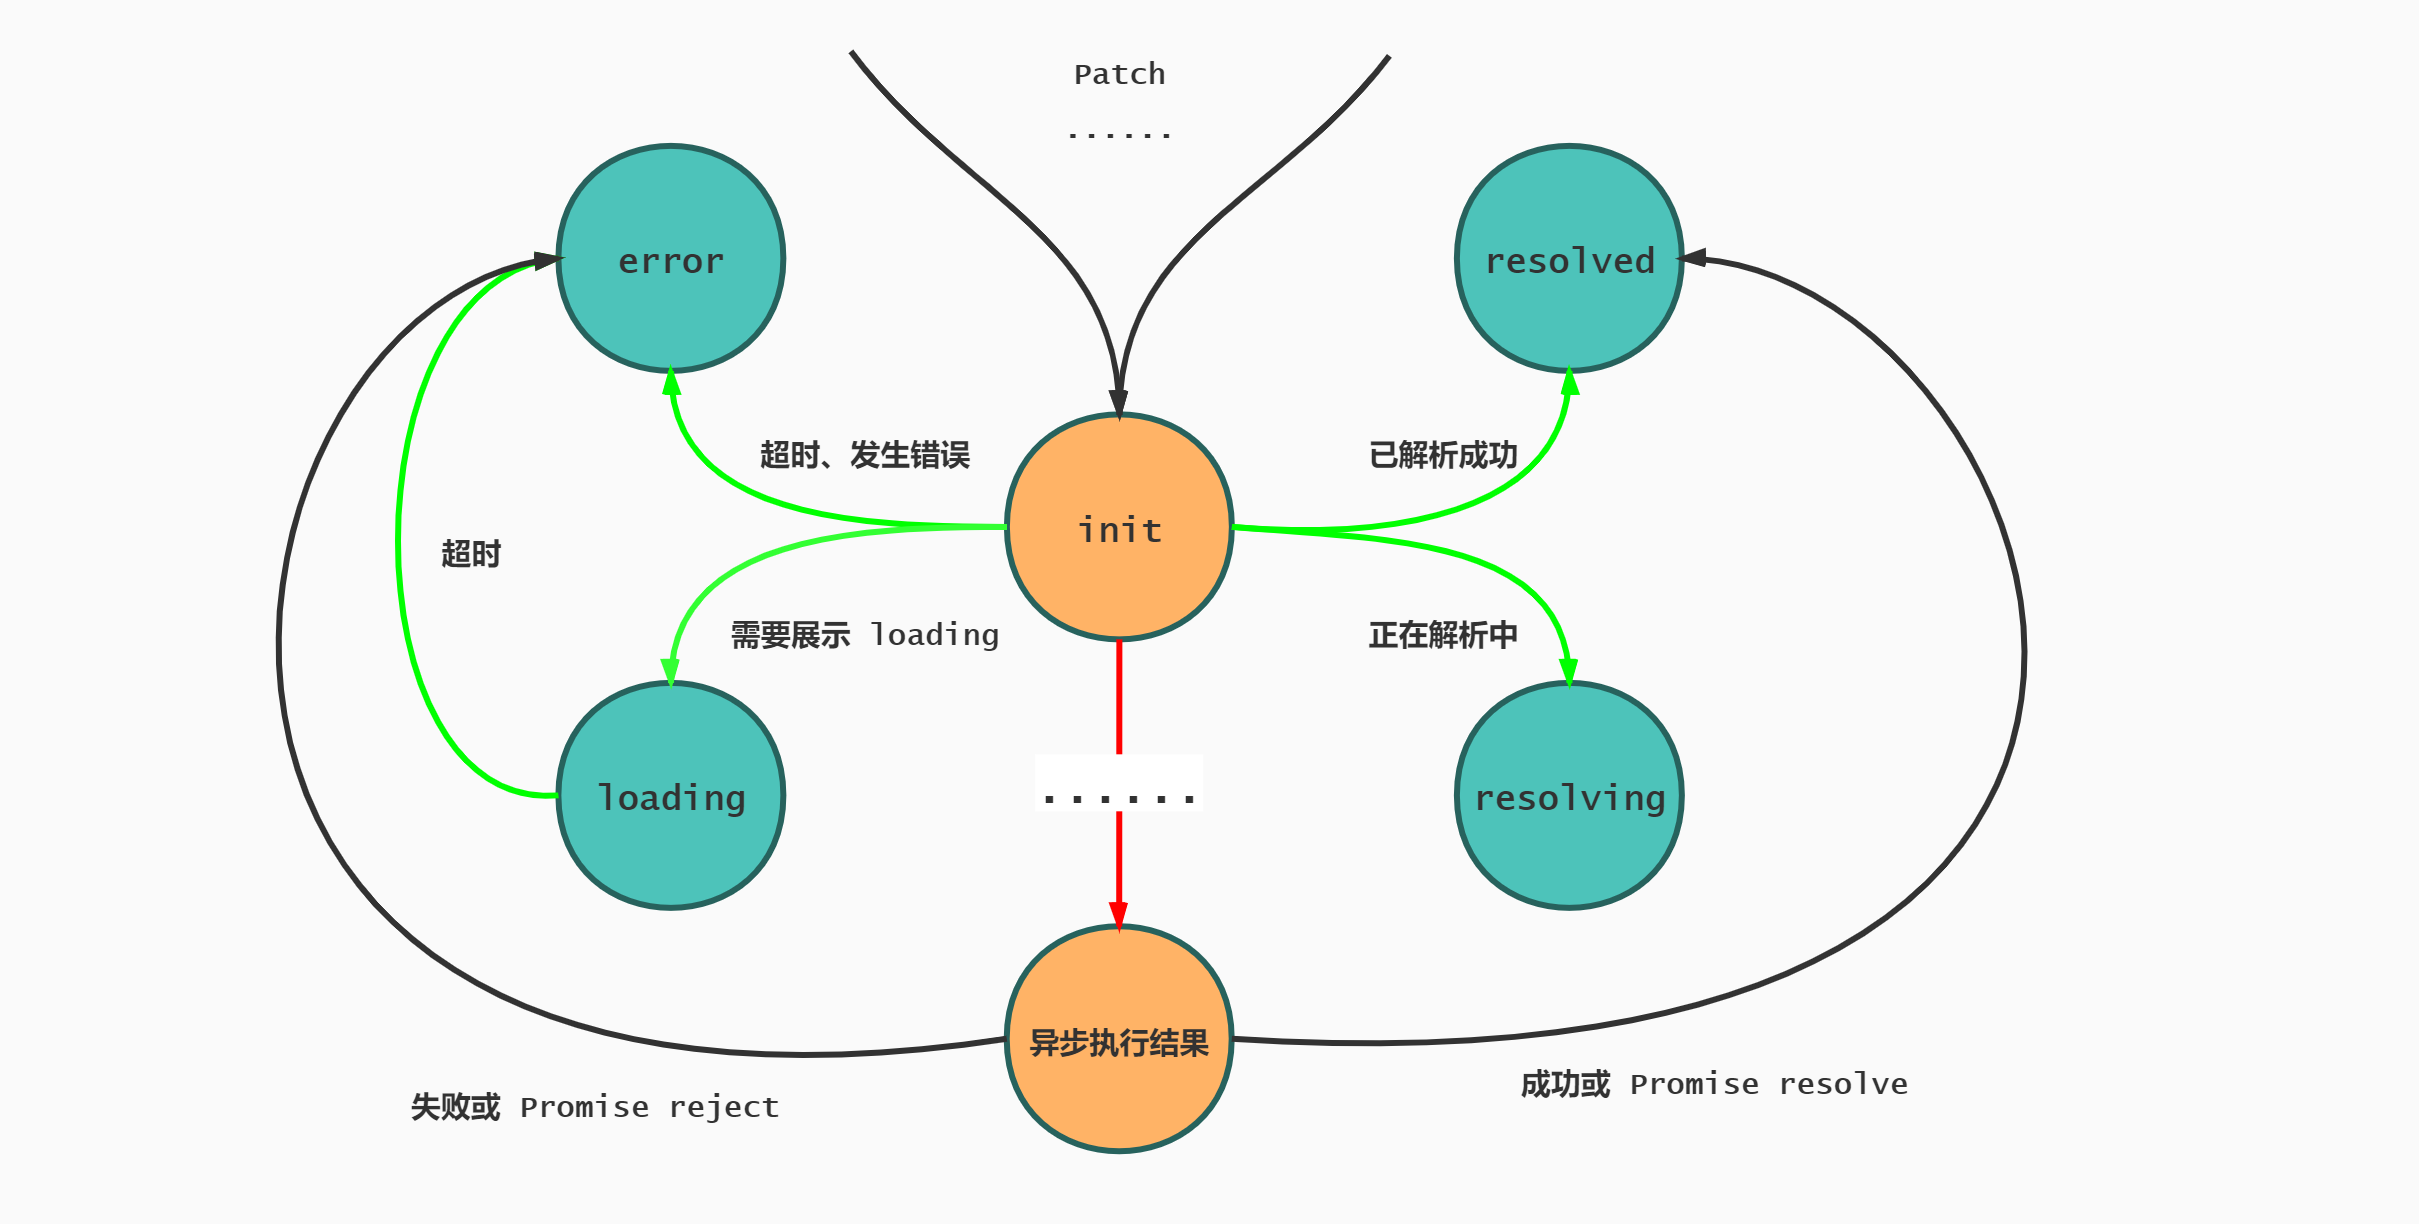 Patch
······
error
resolved
超时、发生错误
已解析成功
init
超时
需要展示 loading
正在解析中
loading
······
resolving
异步执行结果
失败或 Promise reject
成功或 Promise resolve